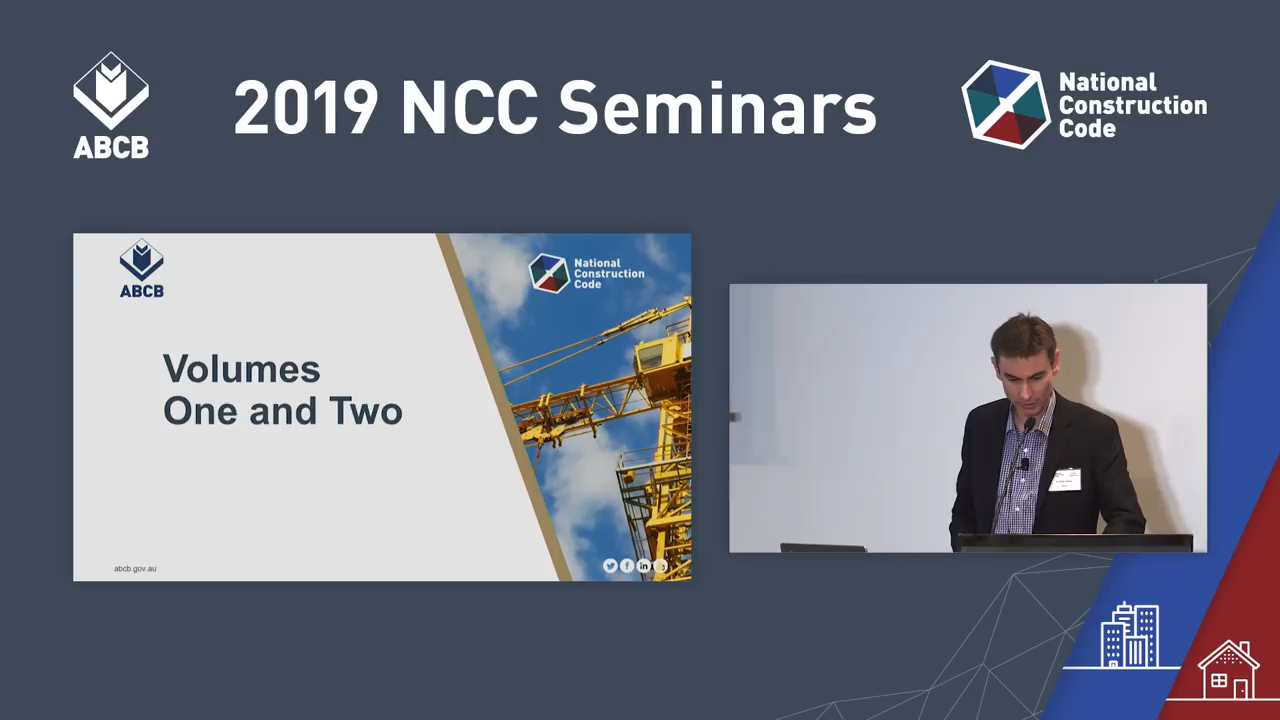 ABCB
2019 NCC Seminars
National
Construction
Code
ABCB
National
Construction
Code
Volumes
One and Two
abcb.gov.au